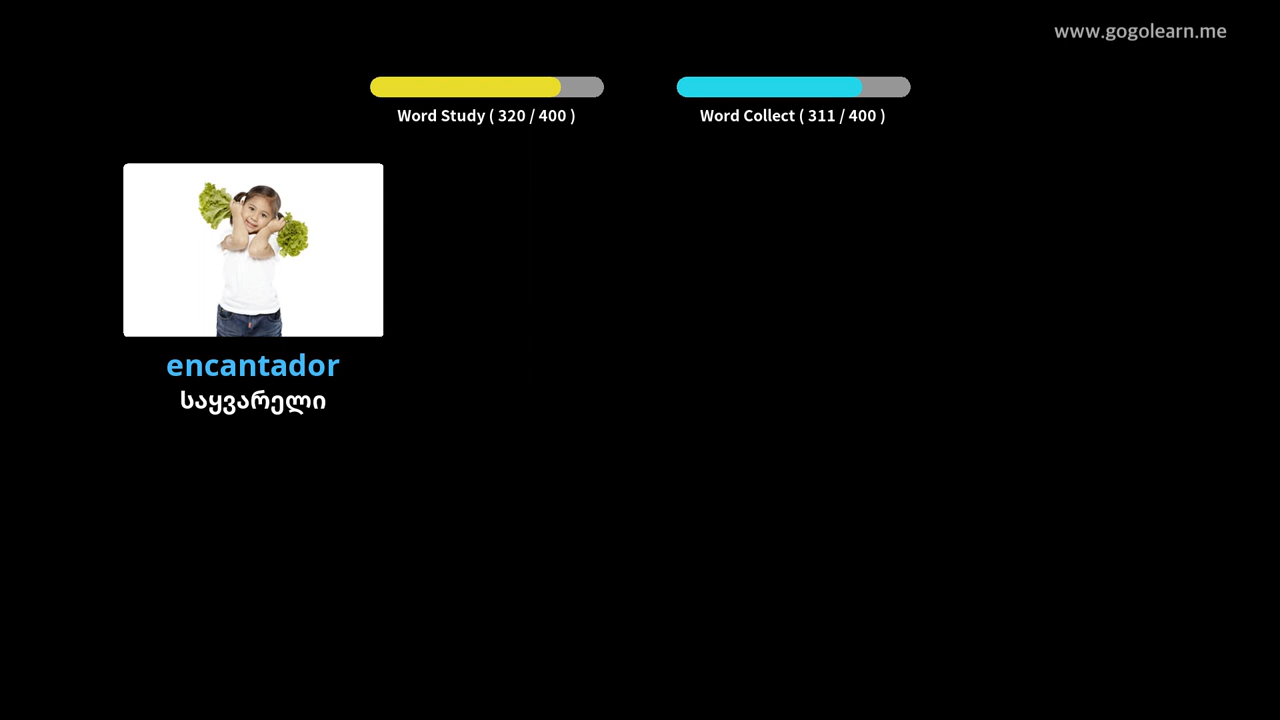 www.gogolearn.me
Word Study ( 320 / 400 )
Word Collect ( 311 / 400 )
encantador
საყვარელი